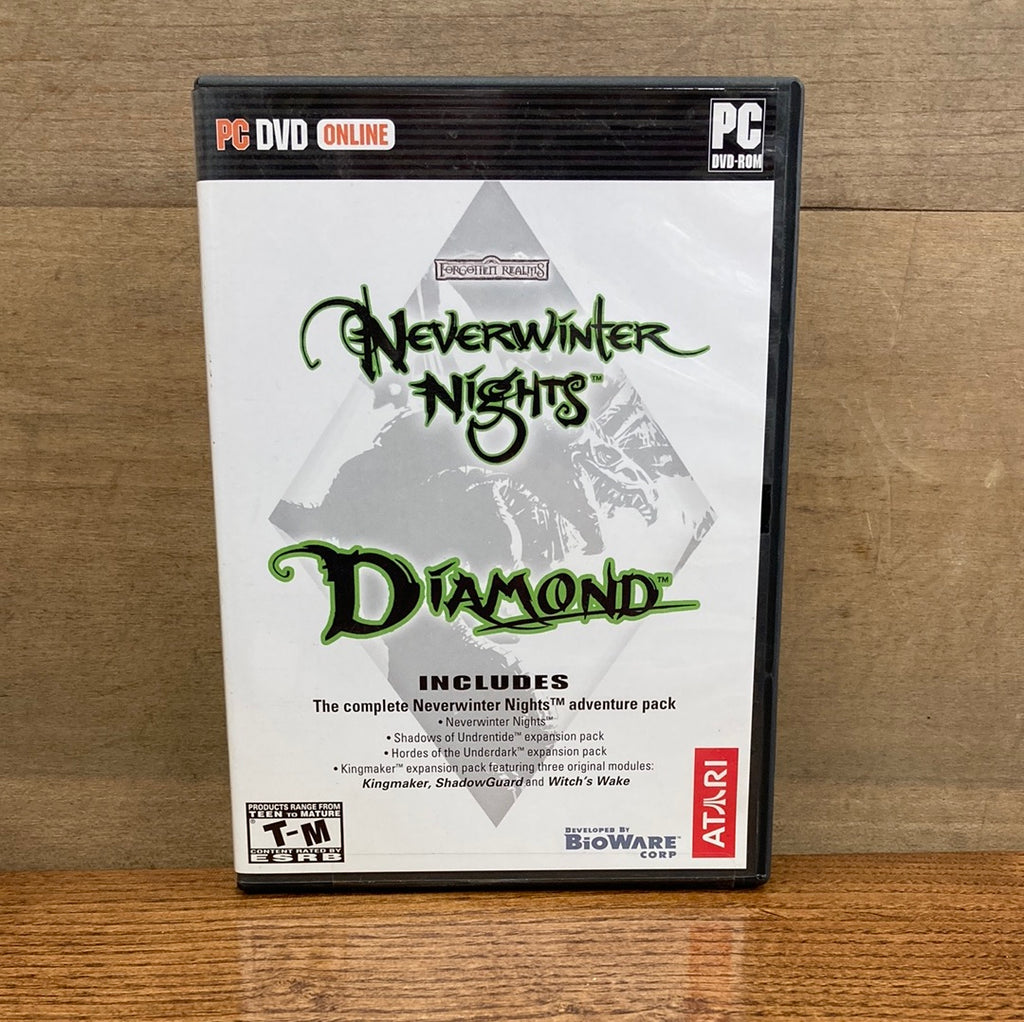 PC DVD ONLINE
PC
DVD-ROM
FORGOTTEN REALMS
NEVERWINTER
NIGHTS™
DIAMOND™
INCLUDES
The complete Neverwinter Nights™ adventure pack
• Neverwinter Nights™
• Shadows of Undrentide™ expansion pack
• Hordes of the Underdark™ expansion pack
• Kingmaker™ expansion pack featuring three original modules:
Kingmaker, ShadowGuard and Witch's Wake
PRODUCTS RANGE FROM
TEEN TO MATURE
T-M
®
CONTENT RATED BY
ESRB
DEVELOPED BY
BIOWARE™
CORP
ATARI